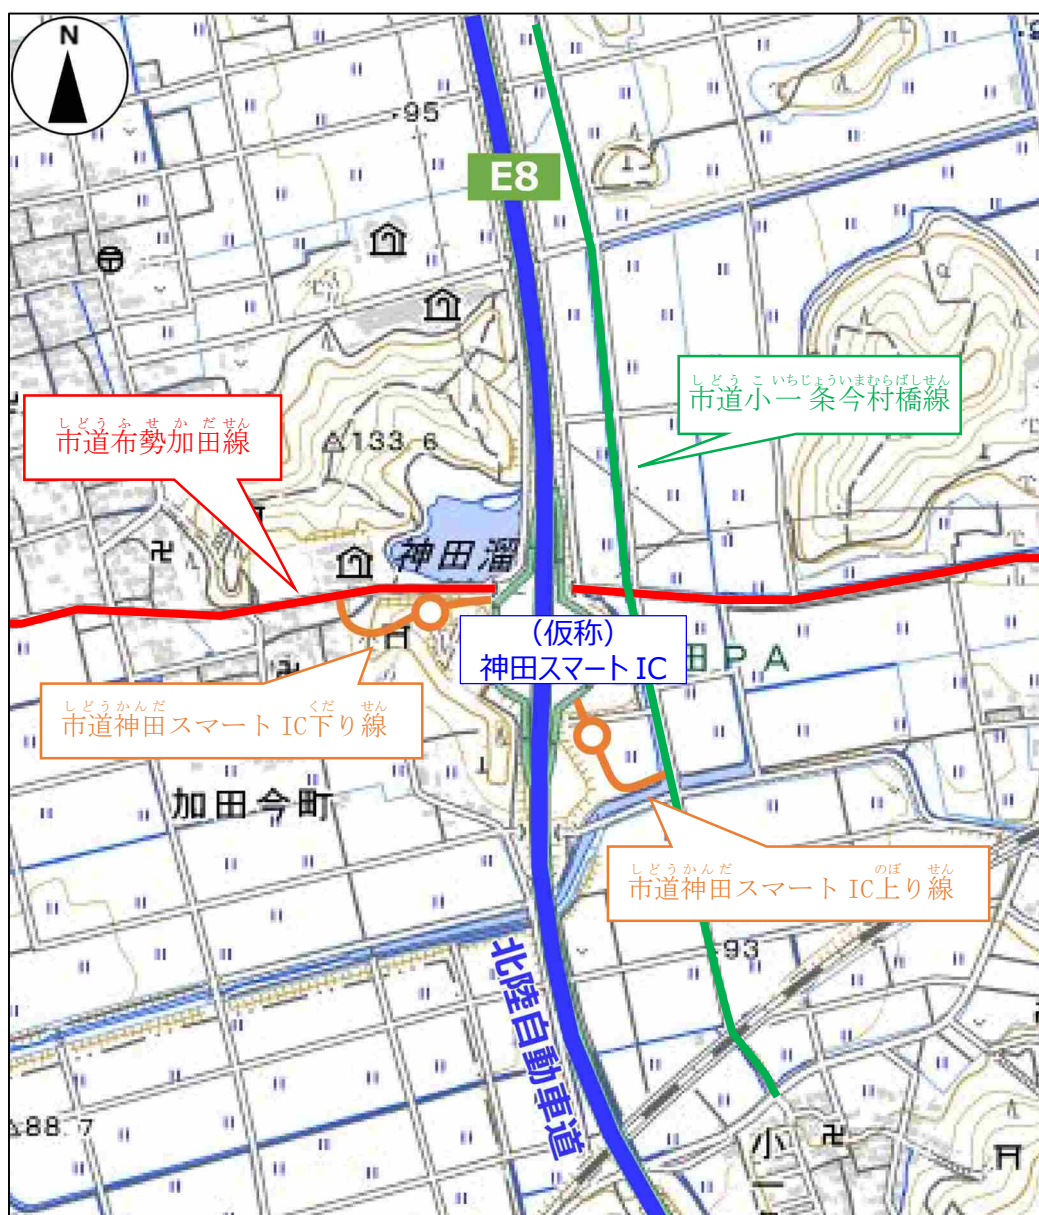 N
95
E8
しどうこいちじょういまむらばしせん
市道小一条今村橋線
しどうふせかだせん
市道布勢加田線
133.6
神田溜
（仮称）
神田スマートIC
田PA
しどうかんだ くだ せん
市道神田スマートIC下り線
加田今町
しどうかんだ のぼ せん
市道神田スマートIC上り線
93
北陸自動車道
88.7
小
一